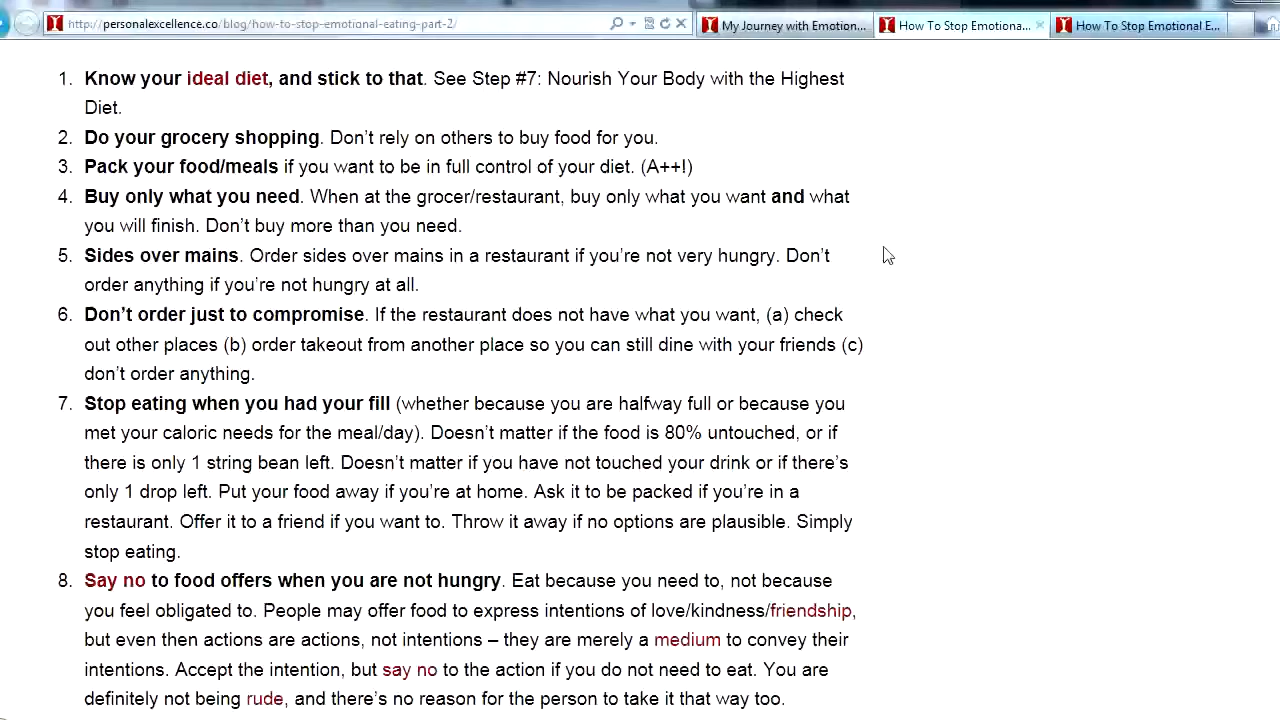 http://personalexcellence.co/blog/how-to-stop-emotional-eating-part-2/
My Journey with Emotion...
How To Stop Emotiona...
How To Stop Emotional E...
1. Know your ideal diet, and stick to that. See Step #7: Nourish Your Body with the Highest
Diet.
2. Do your grocery shopping. Don't rely on others to buy food for you.
3. Pack your food/meals if you want to be in full control of your diet. (A++!)
4. Buy only what you need. When at the grocer/restaurant, buy only what you want and what
you will finish. Don't buy more than you need.
5. Sides over mains. Order sides over mains in a restaurant if you're not very hungry. Don't
order anything if you're not hungry at all.
6. Don't order just to compromise. If the restaurant does not have what you want, (a) check
out other places (b) order takeout from another place so you can still dine with your friends (c)
don't order anything.
7. Stop eating when you had your fill (whether because you are halfway full or because you
met your caloric needs for the meal/day). Doesn't matter if the food is 80% untouched, or if
there is only 1 string bean left. Doesn't matter if you have not touched your drink or if there's
only 1 drop left. Put your food away if you're at home. Ask it to be packed if you're in a
restaurant. Offer it to a friend if you want to. Throw it away if no options are plausible. Simply
stop eating.
8. Say no to food offers when you are not hungry. Eat because you need to, not because
you feel obligated to. People may offer food to express intentions of love/kindness/friendship,
but even then actions are actions, not intentions – they are merely a medium to convey their
intentions. Accept the intention, but say no to the action if you do not need to eat. You are
definitely not being rude, and there's no reason for the person to take it that way too.